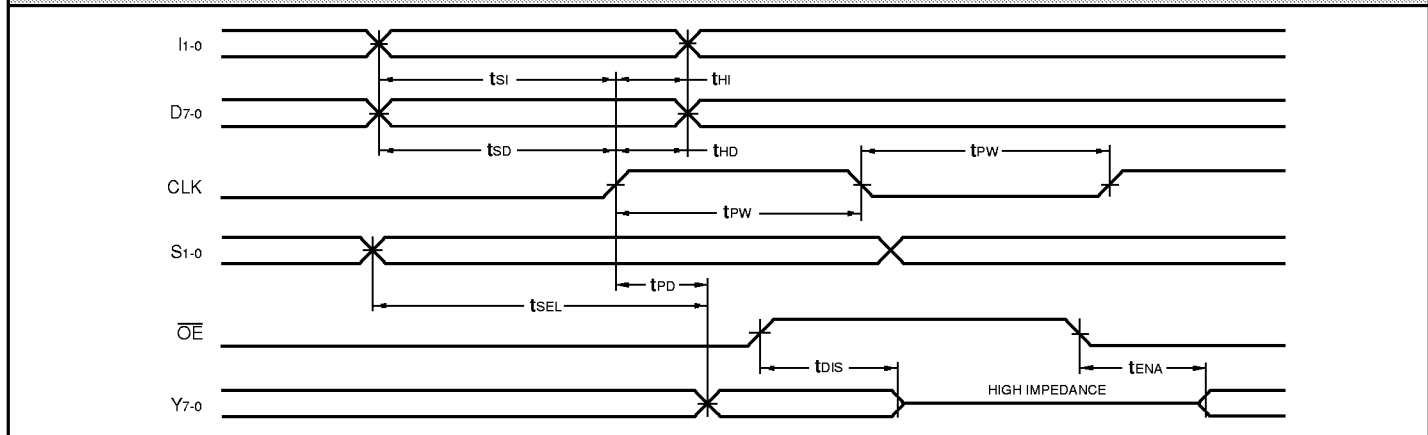 I1-0
tSI tHI
D7-0
tSD tHD tPW
CLK
tPW
S1-0
tPD
tSEL
OE
tDIS tENA
HIGH IMPEDANCE
Y7-0